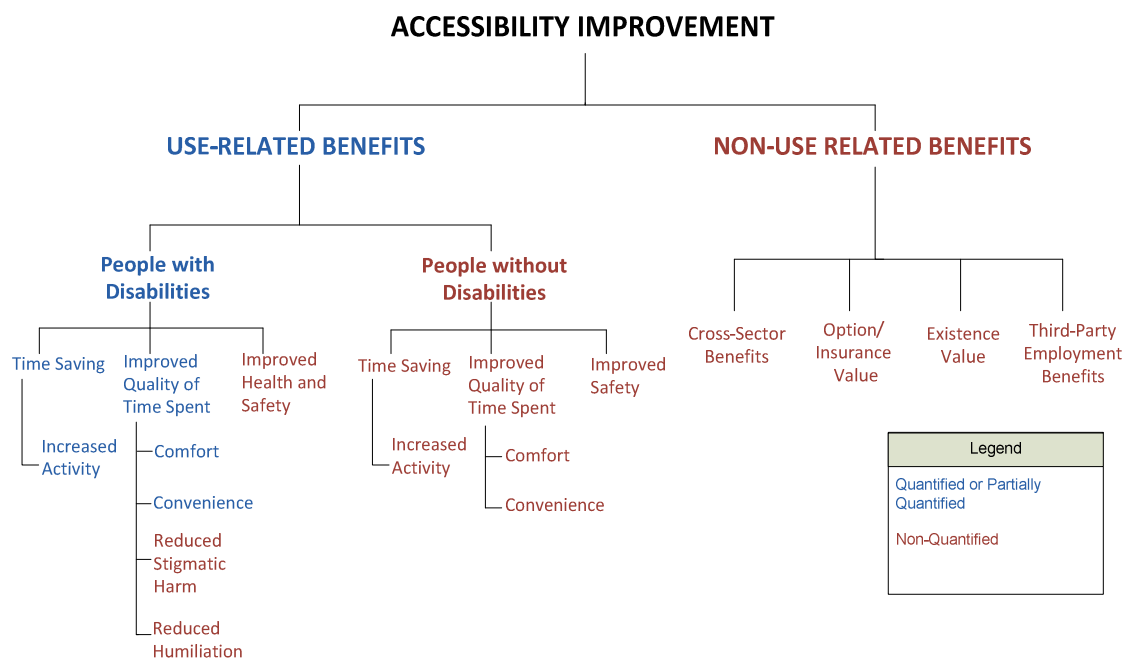 ACCESSIBILITY IMPROVEMENT
USE-RELATED BENEFITS
NON-USE RELATED BENEFITS
People with
Disabilities
People without
Disabilities
Time Saving
Improved
Quality of
Time Spent
Improved
Health and
Safety
Increased
Activity
Comfort
Convenience
Reduced
Stigmatic
Harm
Reduced
Humiliation
Time Saving
Improved
Quality of
Time Spent
Improved
Safety
Increased
Activity
Comfort
Convenience
Cross-Sector
Benefits
Option/
Insurance
Value
Existence
Value
Third-Party
Employment
Benefits
Legend
Quantified or Partially
Quantified
Non-Quantified